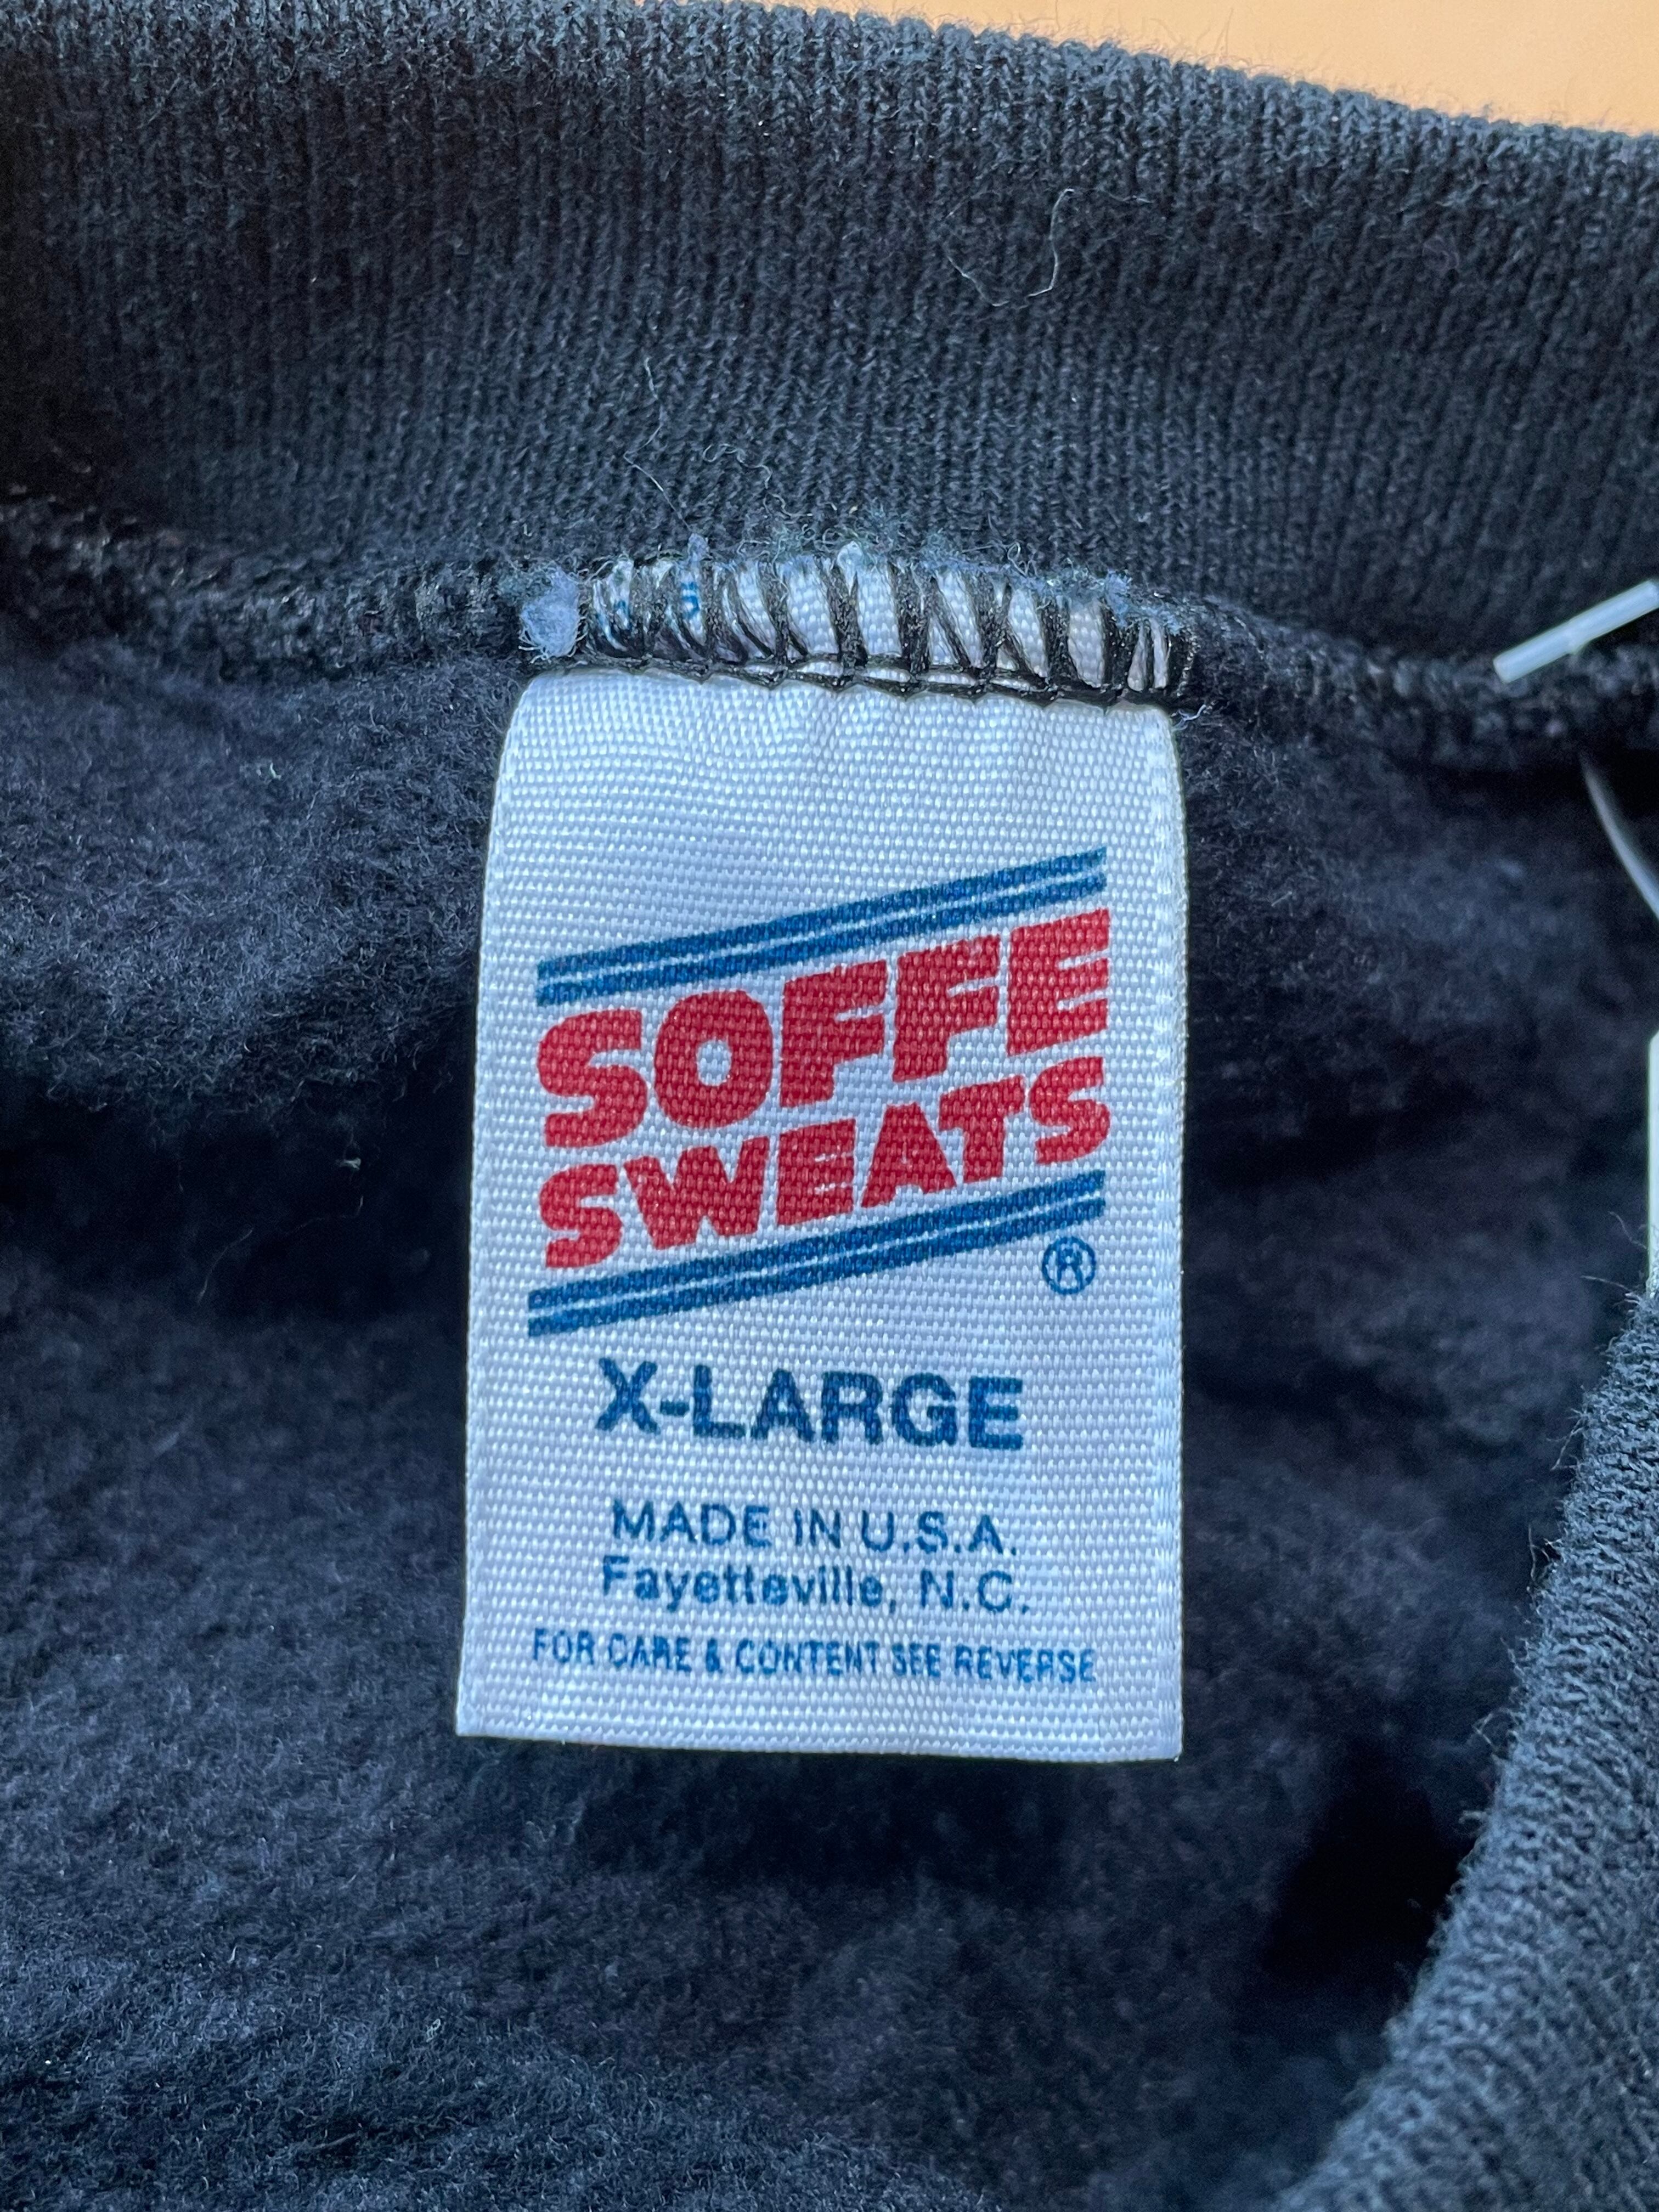 SOFFE
SWEATS
®
X-LARGE
MADE IN U.S.A.
Fayetteville, N.C.
FOR CARE & CONTENT SEE REVERSE